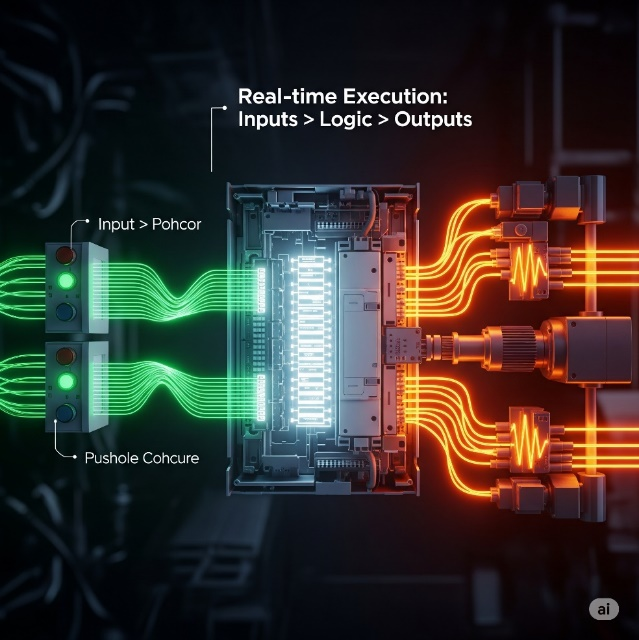 Real-time Execution:
Inputs > Logic > Outputs
Input > Pohcor
Pushole Cohcure
ai